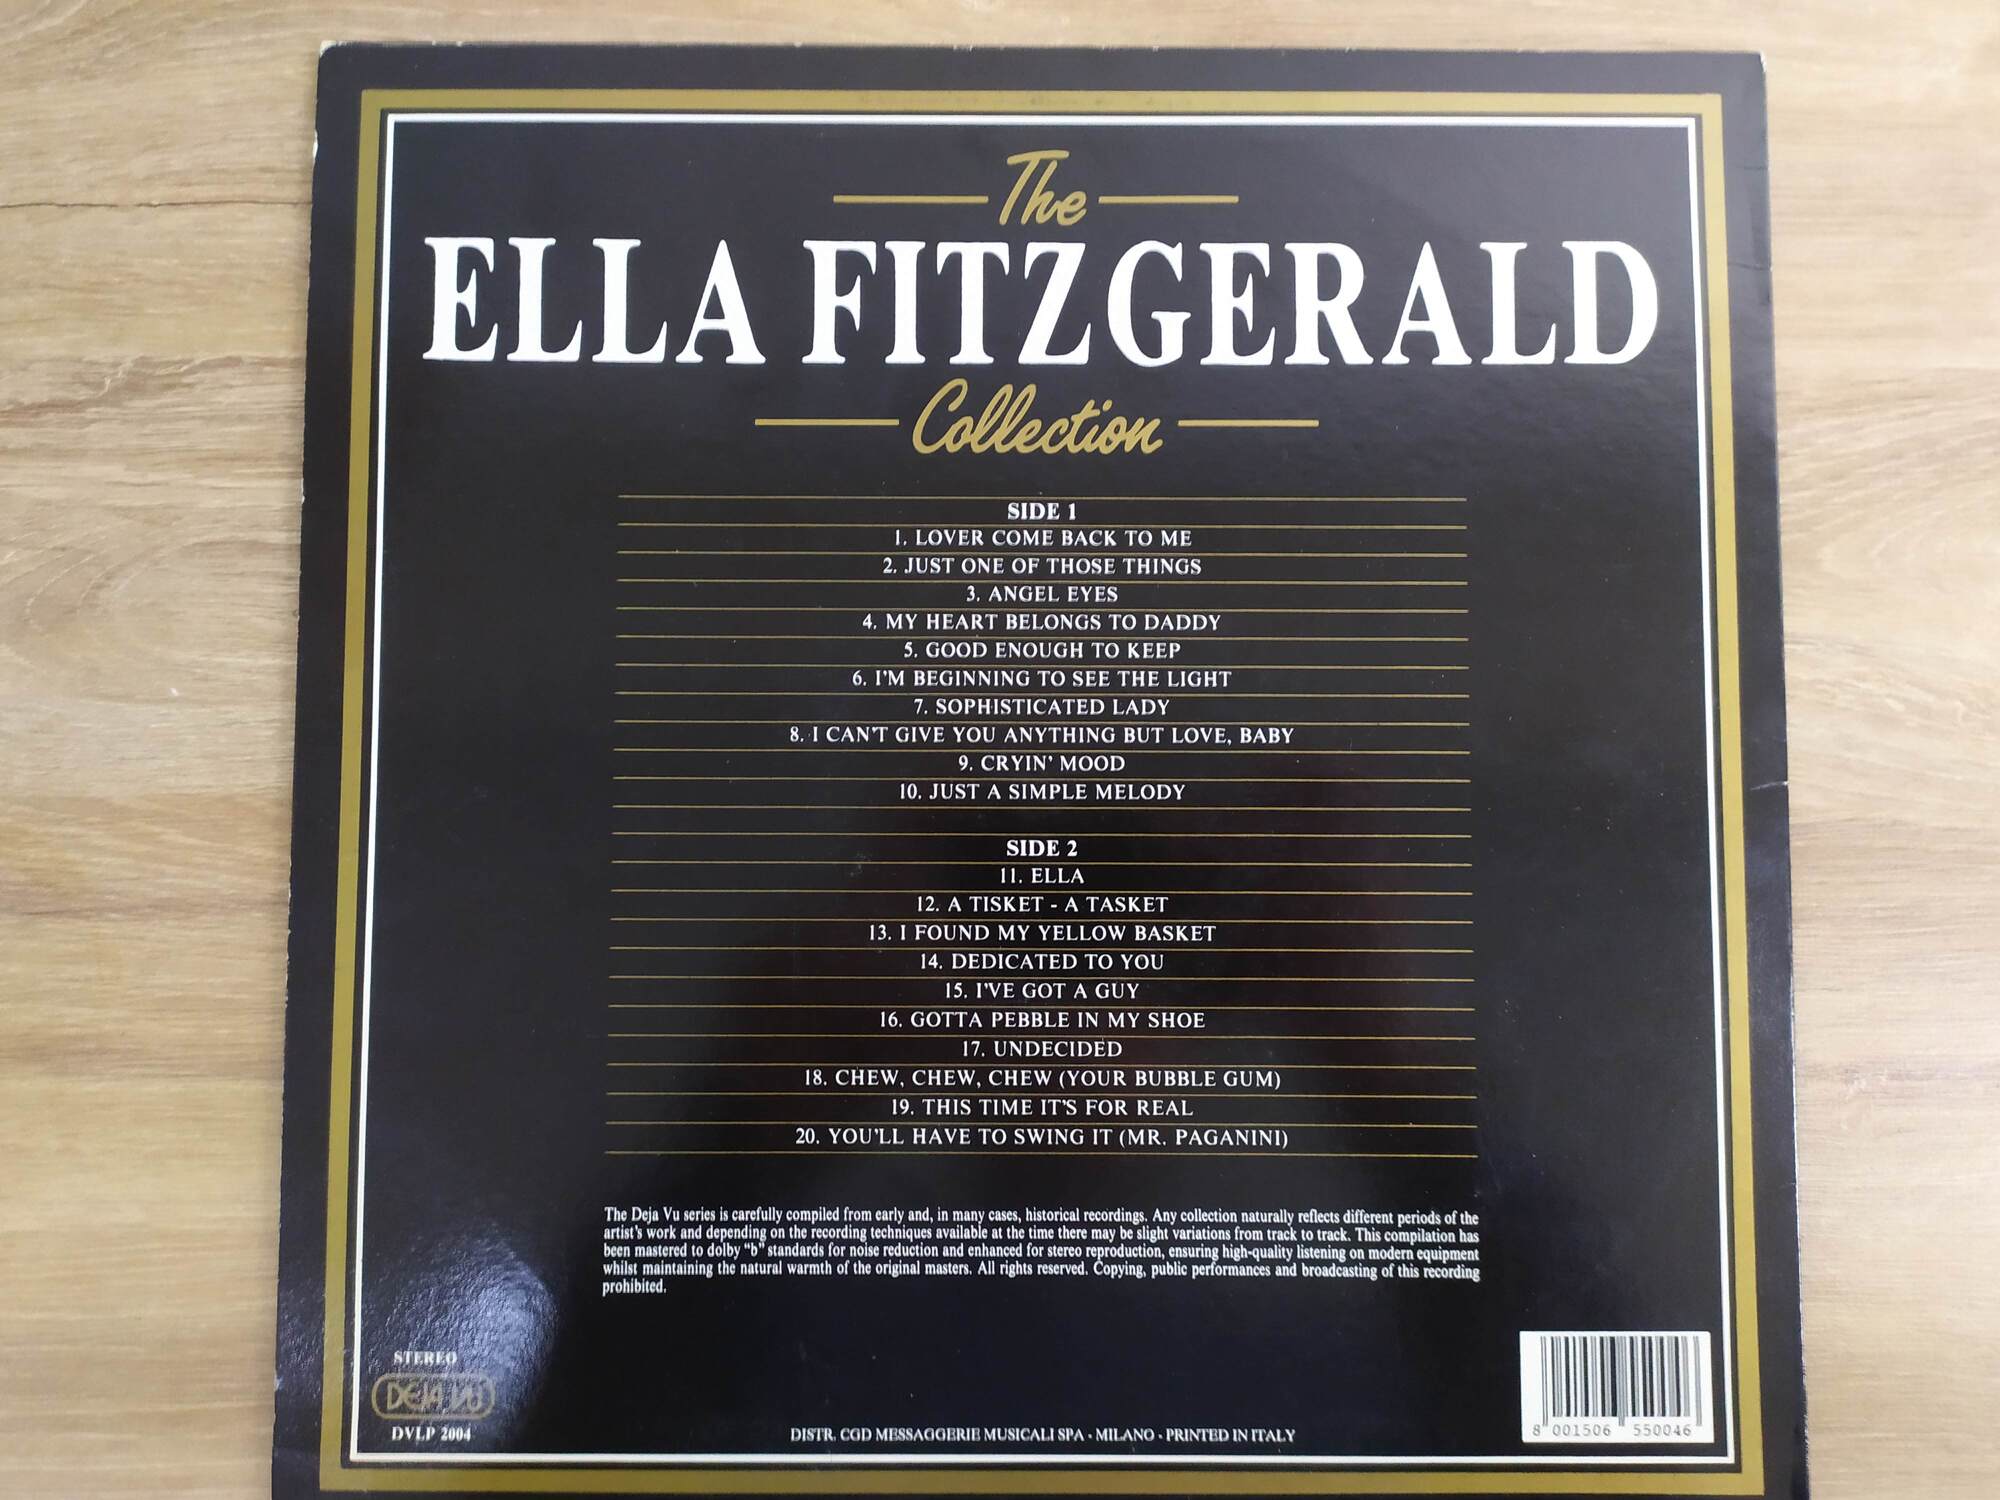 The
ELLA FITZGERALD
Collection
SIDE 1
1. LOVER COME BACK TO ME
2. JUST ONE OF THOSE THINGS
3. ANGEL EYES
4. MY HEART BELONGS TO DADDY
5. GOOD ENOUGH TO KEEP
6. I'M BEGINNING TO SEE THE LIGHT
7. SOPHISTICATED LADY
8. I CAN'T GIVE YOU ANYTHING BUT LOVE, BABY
9. CRYIN' MOOD
10. JUST A SIMPLE MELODY
SIDE 2
11. ELLA
12. A TISKET - A TASKET
13. I FOUND MY YELLOW BASKET
14. DEDICATED TO YOU
15. I'VE GOT A GUY
16. GOTTA PEBBLE IN MY SHOE
17. UNDECIDED
18. CHEW, CHEW, CHEW (YOUR BUBBLE GUM)
19. THIS TIME IT'S FOR REAL
20. YOU'LL HAVE TO SWING IT (MR. PAGANINI)
The Deja Vu series is carefully compiled from early and, in many cases, historical recordings. Any collection naturally reflects different periods of the
artist's work and depending on the recording techniques available at the time there may be slight variations from track to track. This compilation has
been mastered to dolby "b" standards for noise reduction and enhanced for stereo reproduction, ensuring high-quality listening on modern equipment
whilst maintaining the natural warmth of the original masters. All rights reserved. Copying, public performances and broadcasting of this recording
prohibited.
STEREO
DEJA VU
DVLP 2004
DISTR. CGD MESSAGGERIE MUSICALI SPA - MILANO - PRINTED IN ITALY
8 001506 550046